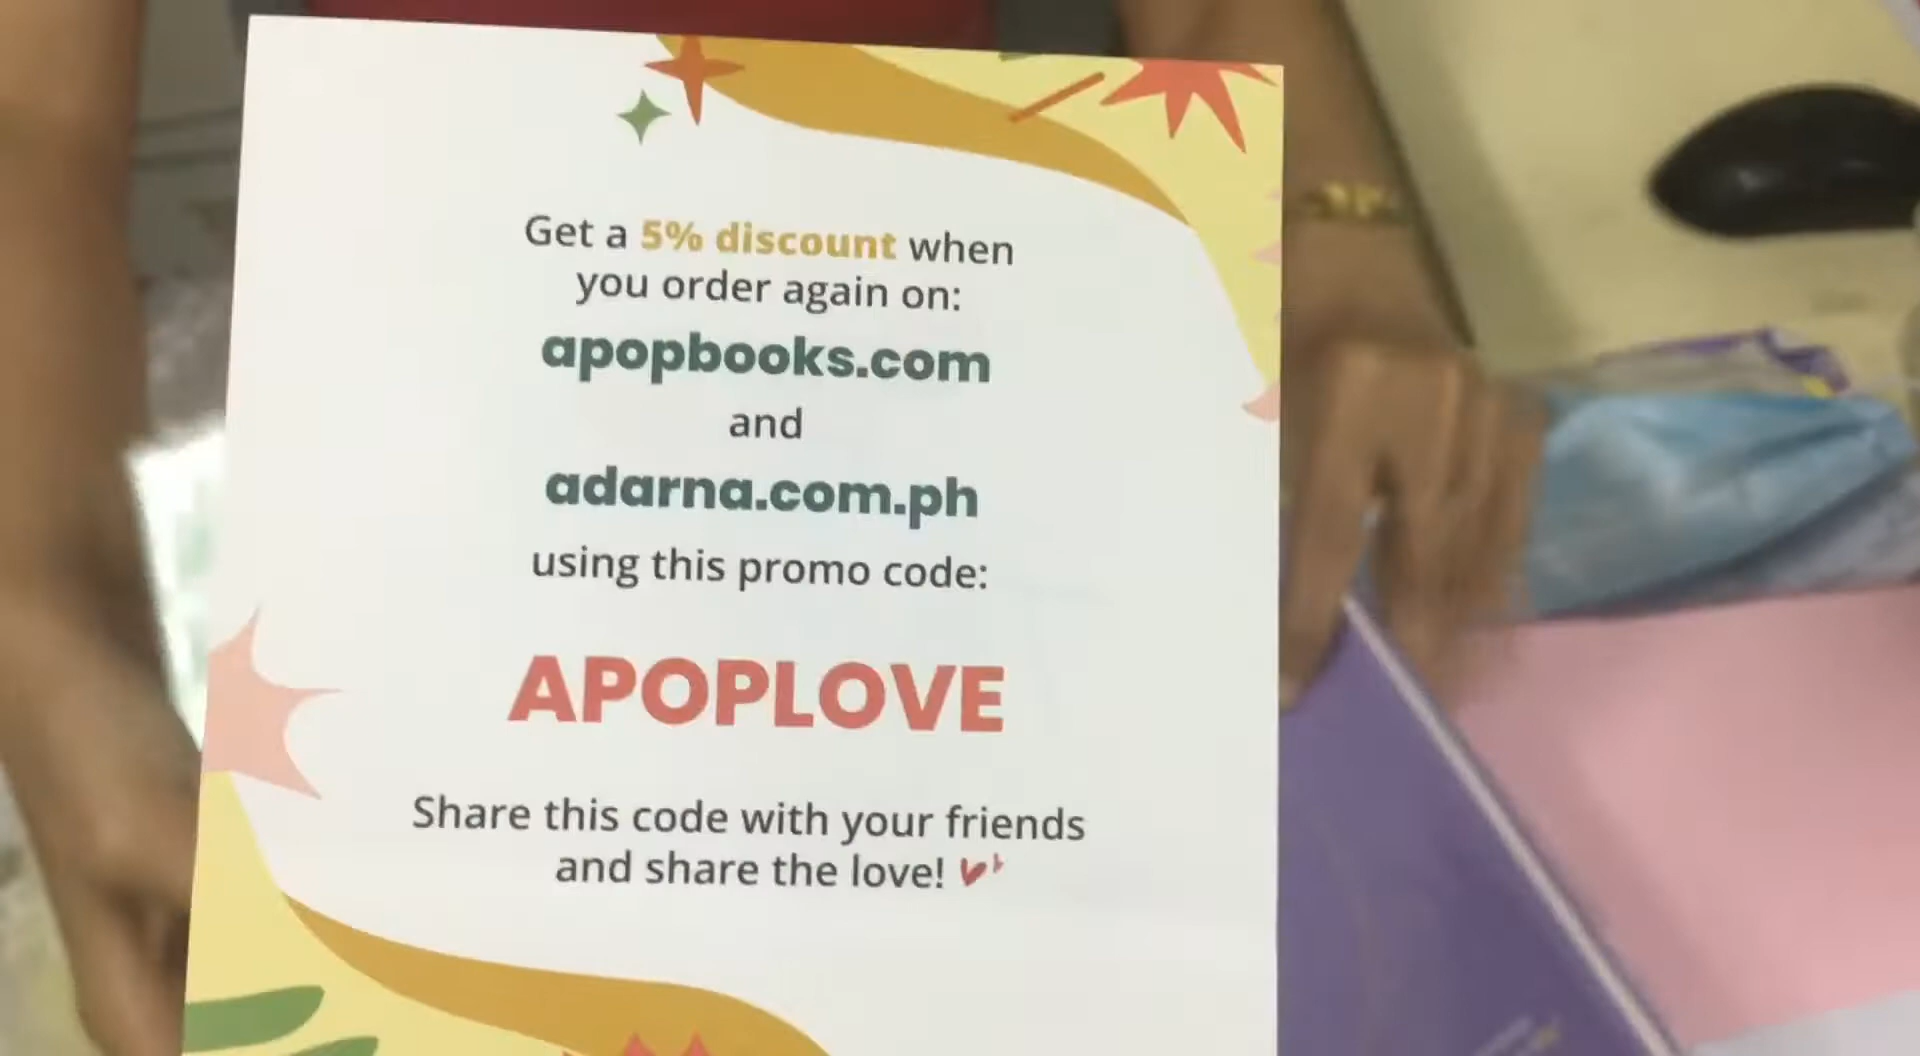 Get a 5% discount when
you order again on:
apopbooks.com
and
adarna.com.ph
using this promo code:
APOPLOVE
Share this code with your friends
and share the love!